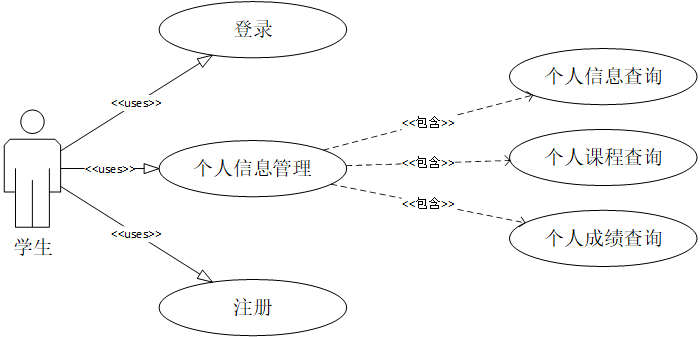 登录
个人信息查询
<<uses>>
<<包含>>
个人信息管理
<<uses>>
<<包含>>
个人课程查询
<<包含>>
学生
<<uses>>
个人成绩查询
注册